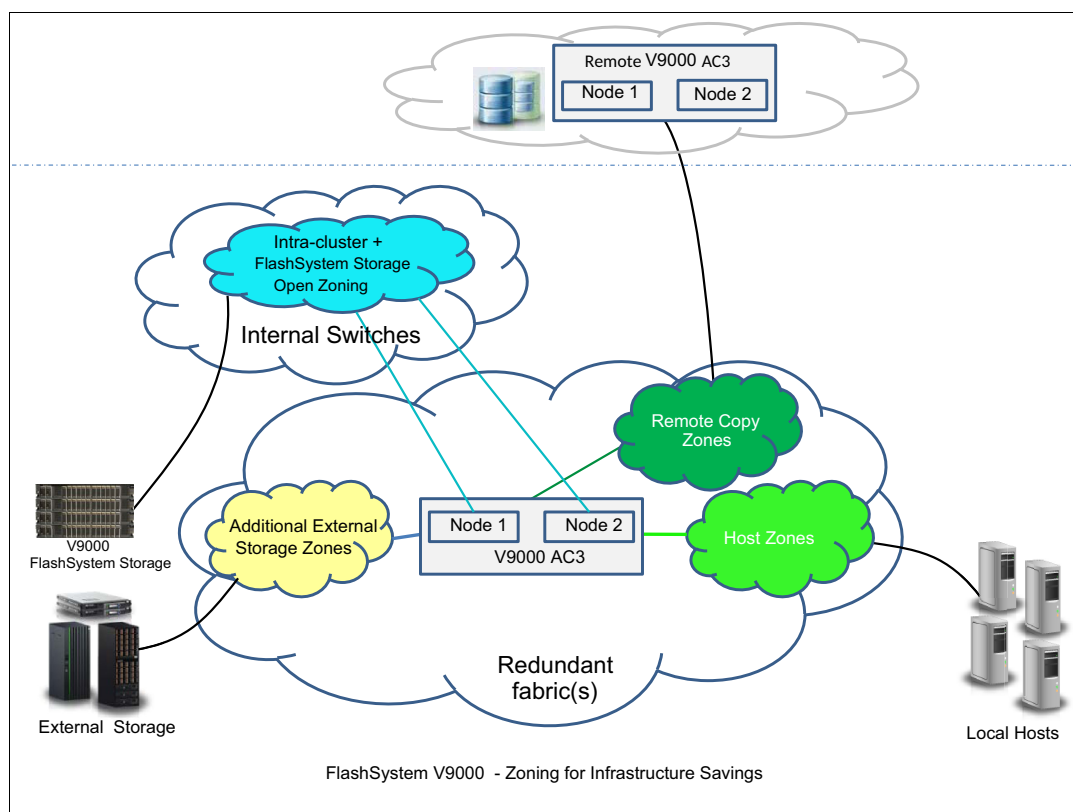 Remote V9000 AC3
Node 1
Node 2
Intra-cluster +
FlashSystem Storage
Open Zoning
Internal Switches
Remote Copy
Zones
Additional External
Storage Zones
Node 1
Node 2
V9000 AC3
Host Zones
V9000
FlashSystem Storage
Redundant
fabric(s)
External Storage
Local Hosts
FlashSystem V9000 - Zoning for Infrastructure Savings